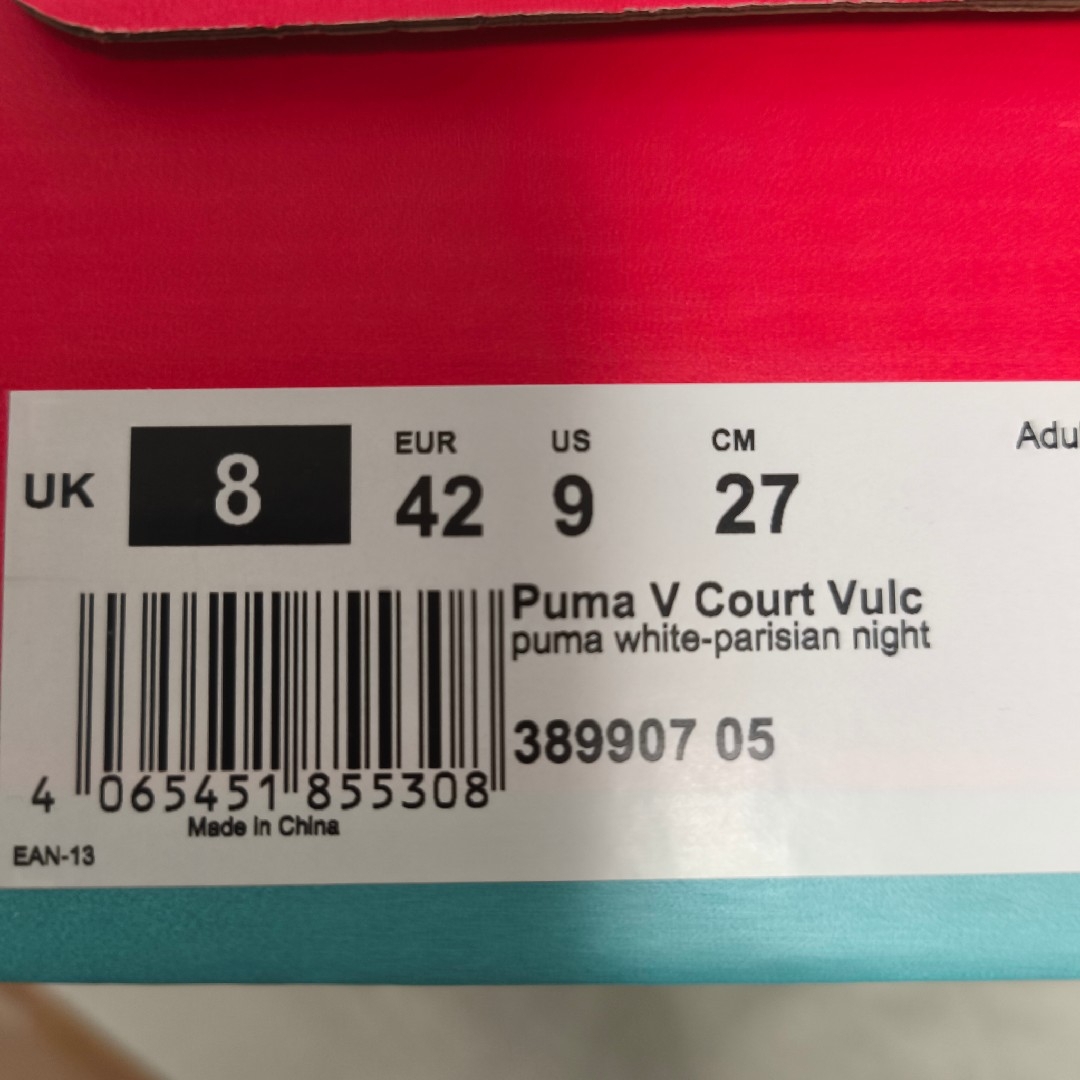 UK 8 EUR 42 US 9 CM 27 Adu
Puma V Court Vulc
puma white-parisian night
389907 05
4 065451 855308
Made in China
EAN-13